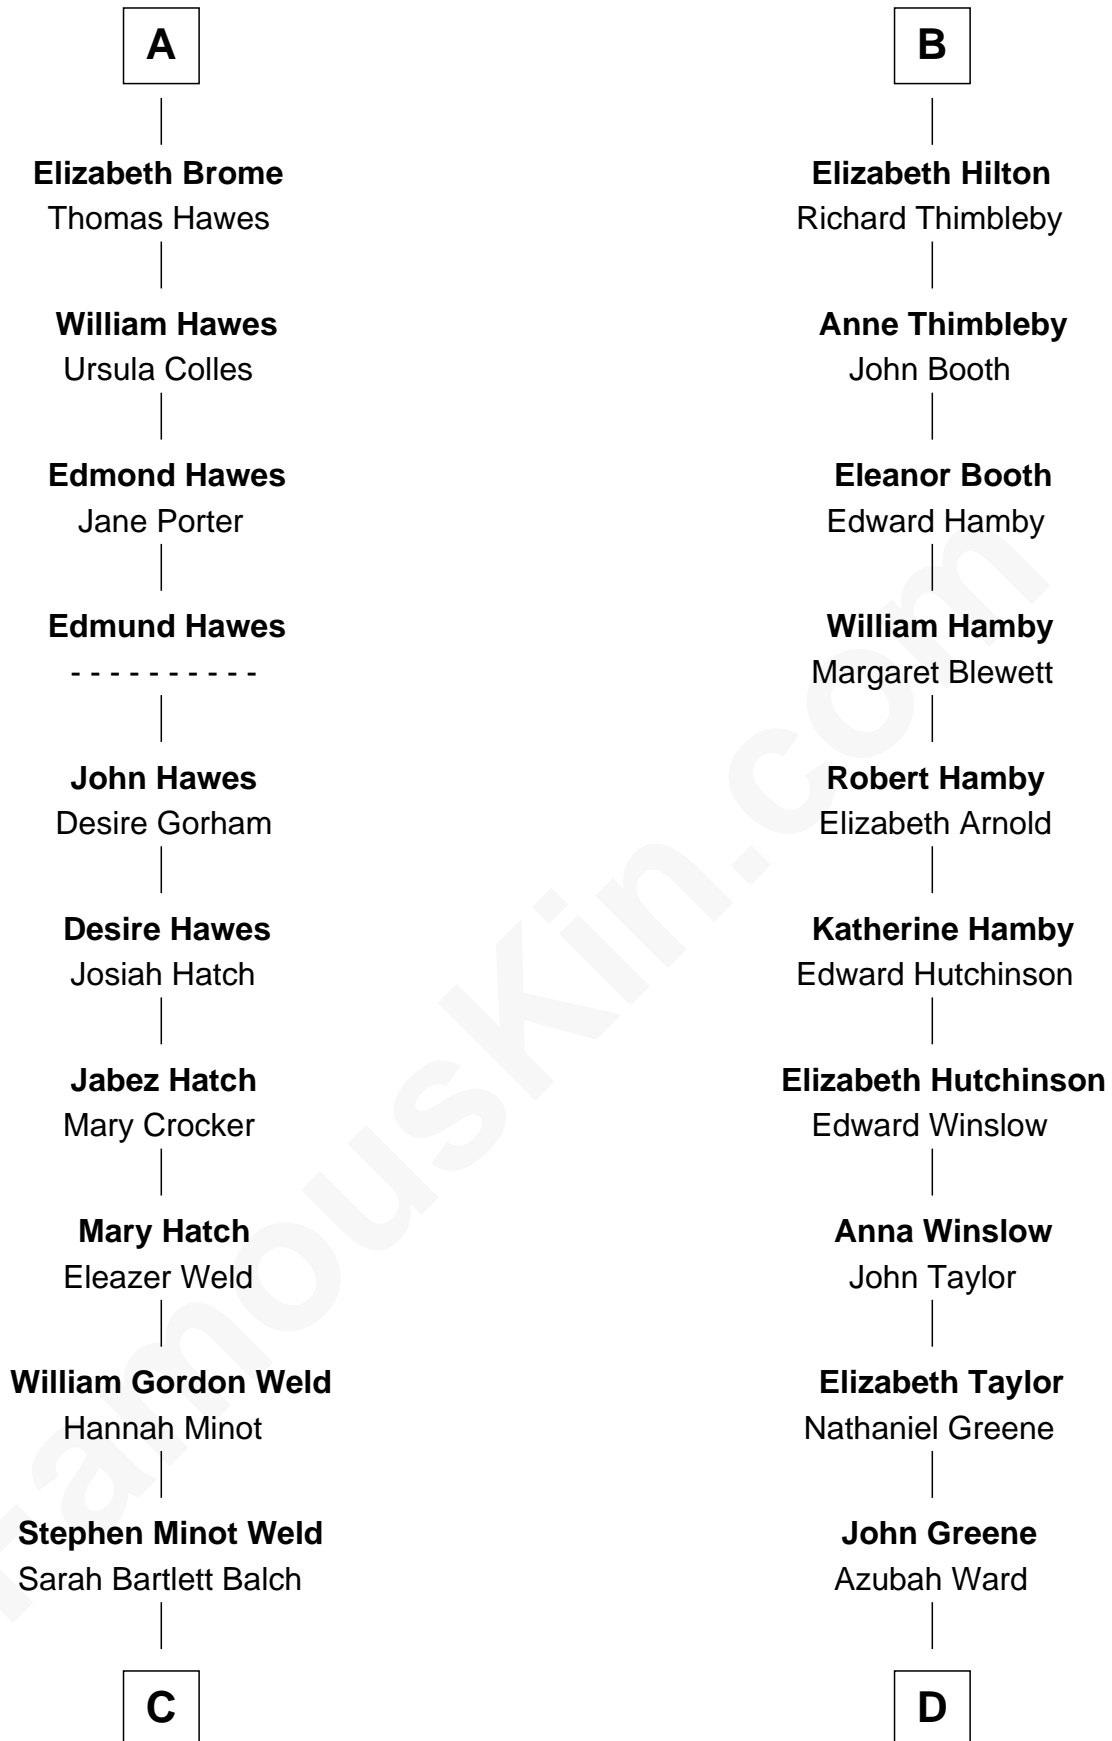 A
Elizabeth Brome
Thomas Hawes
William Hawes
Ursula Colles
Edmond Hawes
Jane Porter
Edmund Hawes
- - - - - - - - - -
John Hawes
Desire Gorham
Desire Hawes
Josiah Hatch
Jabez Hatch
Mary Crocker
Mary Hatch
Eleazer Weld
William Gordon Weld
Hannah Minot
Stephen Minot Weld
Sarah Bartlett Balch
C
B
Elizabeth Hilton
Richard Thimbleby
Anne Thimbleby
John Booth
Eleanor Booth
Edward Hamby
William Hamby
Margaret Blewett
Robert Hamby
Elizabeth Arnold
Katherine Hamby
Edward Hutchinson
Elizabeth Hutchinson
Edward Winslow
Anna Winslow
John Taylor
Elizabeth Taylor
Nathaniel Greene
John Greene
Azubah Ward
D
FamousKin.com